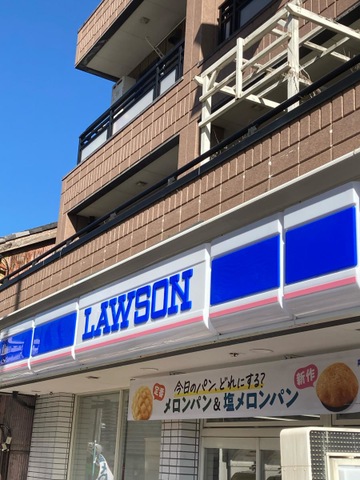 LAWSON
定番
今日のパン、どれにする?
メロンパン&塩メロンパン
新作